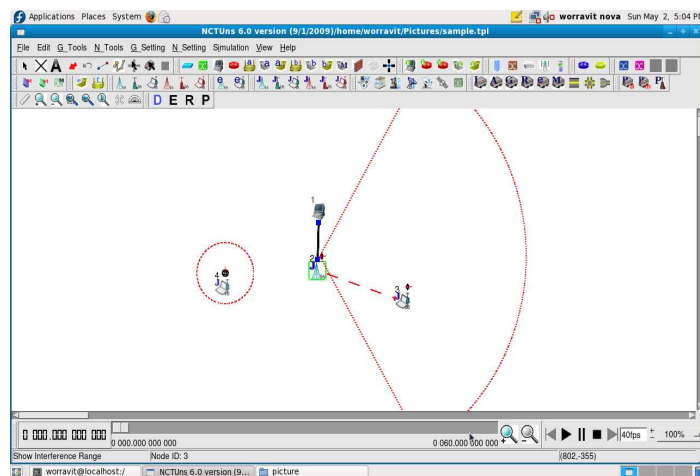 Applications Places System worravit nova Sun May 2, 5:04 P
NCTUns 6.0 version (9/1/2009)/home/worravit/Pictures/sample.tpl
File Edit G_Tools N_Tools G_Setting N_Setting Simulation View Help
D E R P
1
2
3
4
0 000.000 000 000
0 000.000 000 000
0 060.000 000 000
40fps
100%
Show Interference Range
Node ID: 3
(802,-355)
worravit@localhost:/
NCTUns 6.0 version (9...
picture